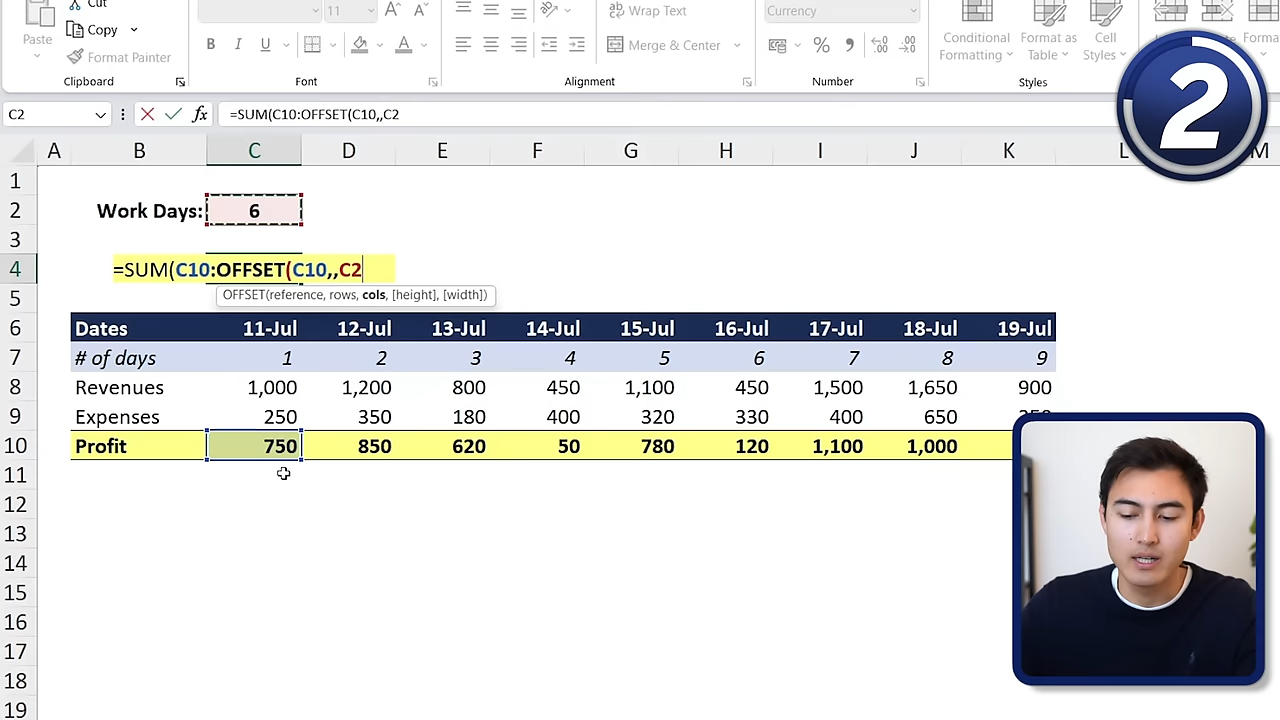 Cut
Paste
Copy
Format Painter
Clipboard
11
A A
B I U
A
Font
ab
Wrap Text
Merge & Center
Alignment
Currency
% 9 .00
Number
Conditional Formatting
Format as Table
Cell Styles
Styles
2
C2
fx
=SUM(C10:OFFSET(C10,,C2
A B C D E F G H I J K L M
1
2 Work Days: 6
3
4 =SUM(C10:OFFSET(C10,,C2
OFFSET(reference, rows, cols, [height], [width])
5
6 Dates 11-Jul 12-Jul 13-Jul 14-Jul 15-Jul 16-Jul 17-Jul 18-Jul 19-Jul
7 # of days 1 2 3 4 5 6 7 8 9
8 Revenues 1,000 1,200 800 450 1,100 450 1,500 1,650 900
9 Expenses 250 350 180 400 320 330 400 650
10 Profit 750 850 620 50 780 120 1,100 1,000
11
12
13
14
15
16
17
18
19